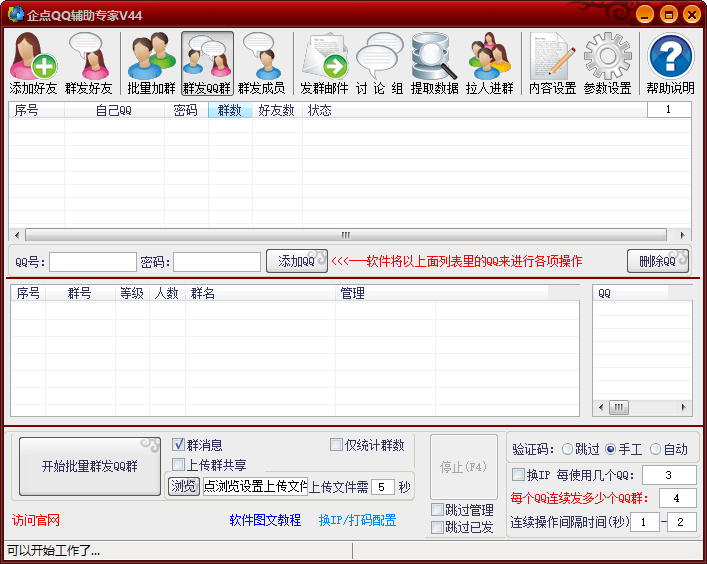 企点QQ辅助专家V44
添加好友 群发好友 批量加群 群发QQ群 群发成员 发群邮件 讨 论 组 提取数据 拉人进群 内容设置 参数设置 帮助说明
序号 自己QQ 密码 群数 好友数 状态 1
QQ号: 密码: 添加QQ <<<──软件将以上面列表里的QQ来进行各项操作 删除QQ
序号 群号 等级 人数 群名 管理 QQ
开始批量群发QQ群
群消息 仅统计群数
上传群共享
浏览 点浏览设置上传文件 上传文件需 5 秒
停止(F4)
跳过管理
跳过已发
验证码: 跳过 手工 自动
换IP 每使用几个QQ: 3
每个QQ连续发多少个QQ群: 4
连续操作间隔时间(秒) 1 - 2
访问官网 软件图文教程 换IP/打码配置
可以开始工作了...